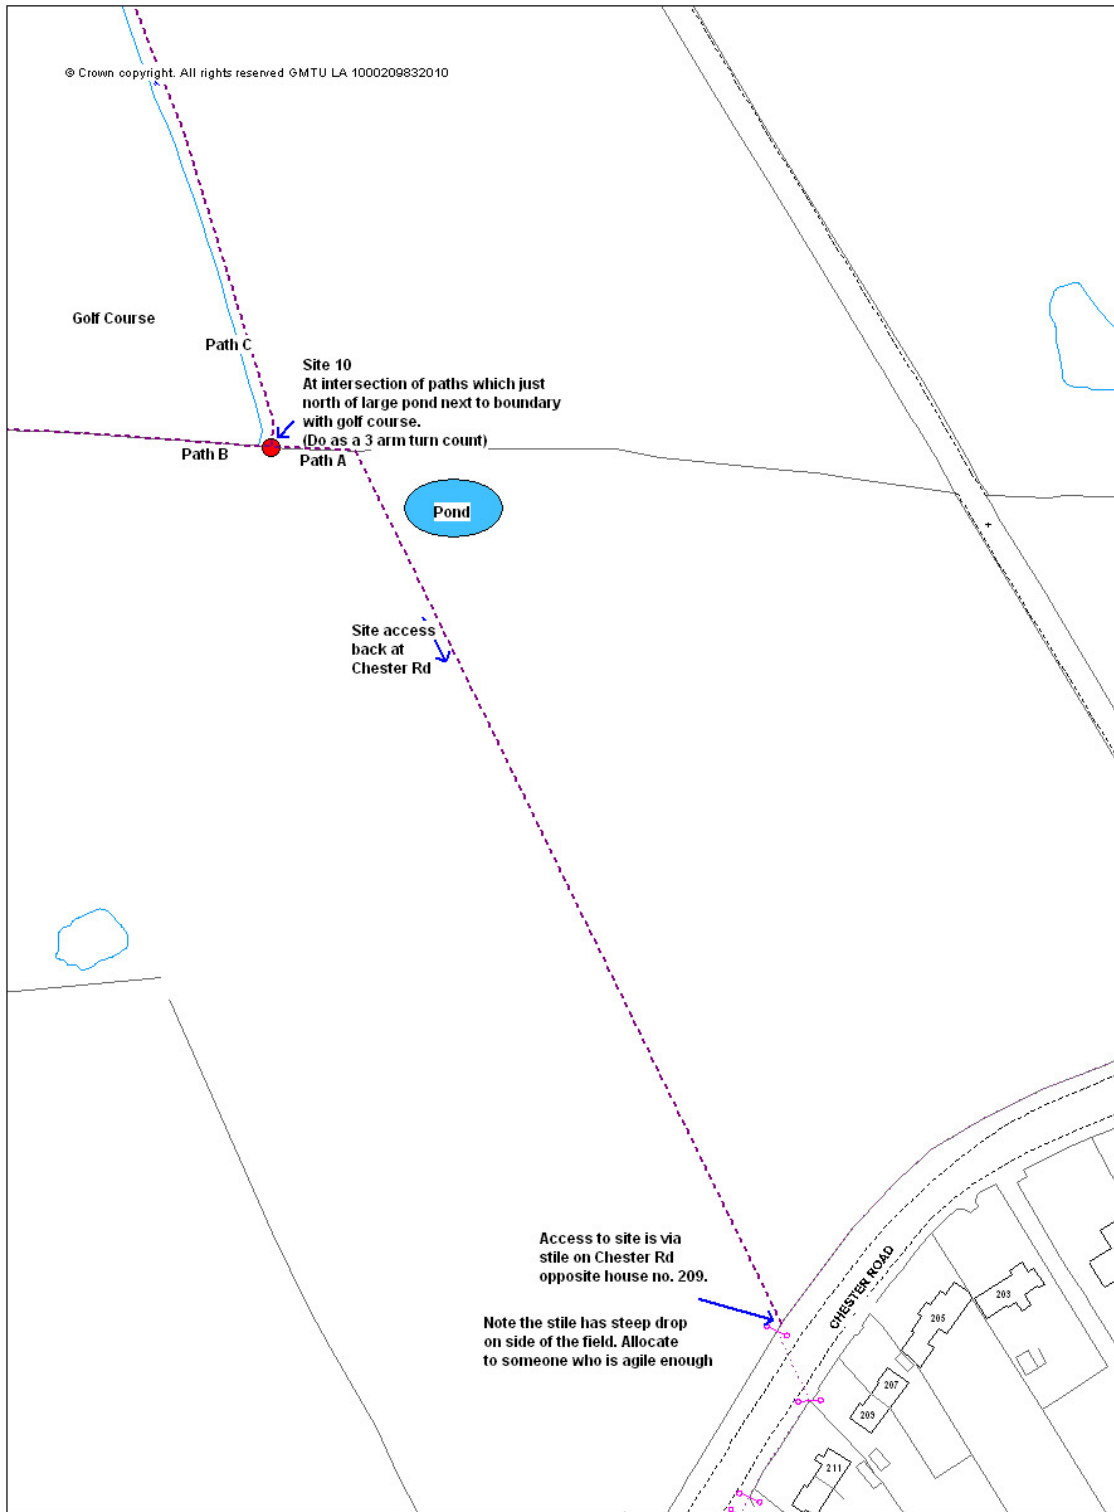 © Crown copyright. All rights reserved GMTU LA 1000209832010
Golf Course
Path C
Site 10
At intersection of paths which just
north of large pond next to boundary
with golf course.
(Do as a 3 arm turn count)
Path B
Path A
Pond
Site access
back at
Chester Rd
Access to site is via
stile on Chester Rd
opposite house no. 209.
Note the stile has steep drop
on side of the field. Allocate
to someone who is agile enough
CHESTER ROAD
203
205
207
209
211